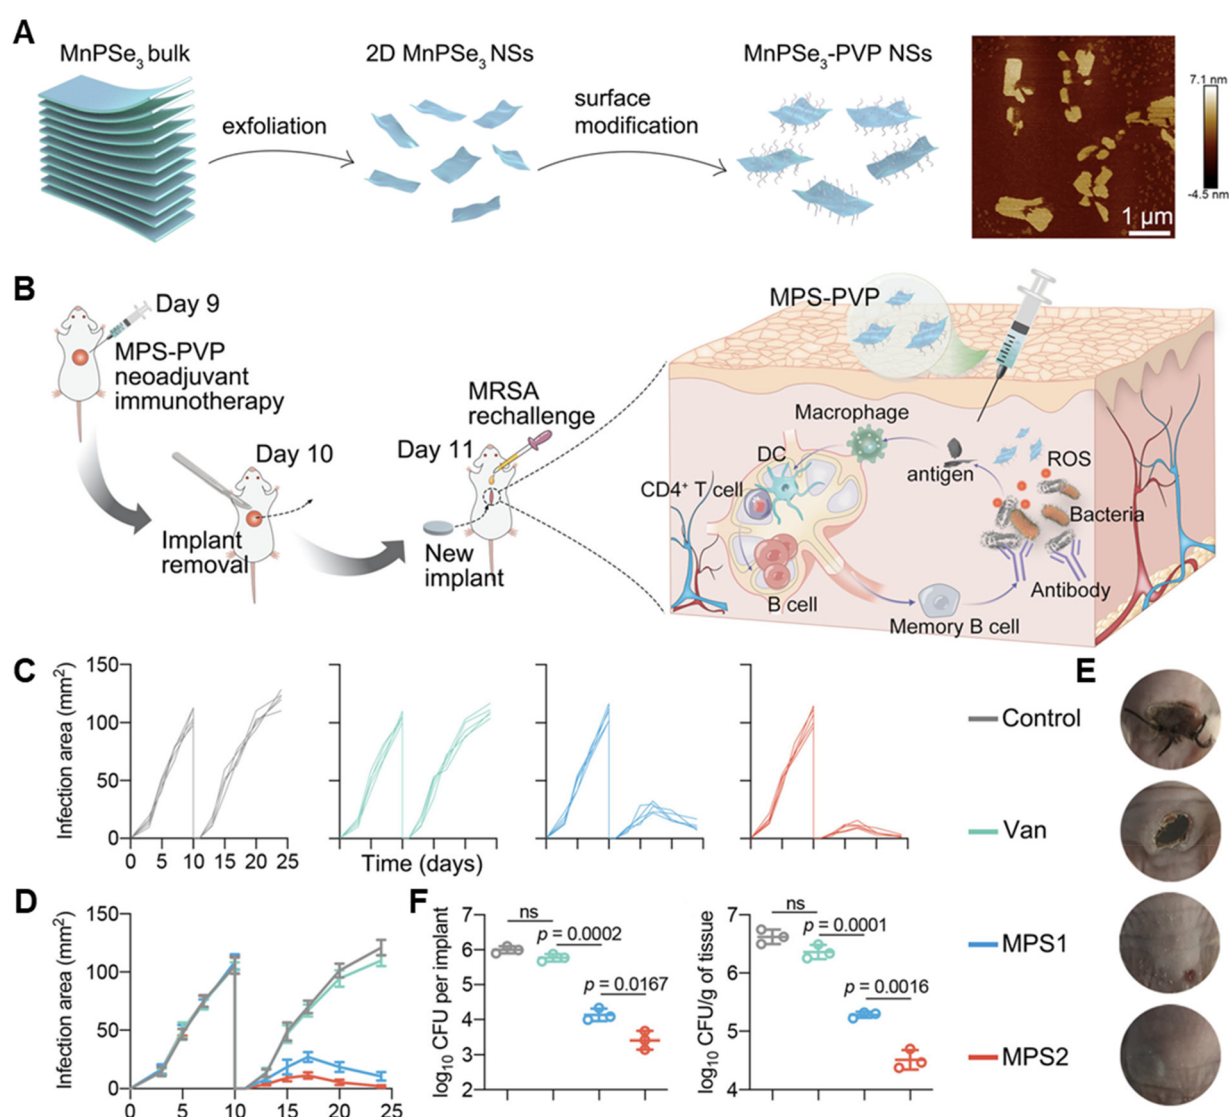 A
MnPSe3 bulk
exfoliation
2D MnPSe3 NSs
surface
modification
MnPSe3-PVP NSs
7.1 nm
-4.5 nm
1 μm
B
Day 9
MPS-PVP
neoadjuvant
immunotherapy
Day 10
Implant
removal
Day 11
MRSA
rechallenge
New
implant
MPS-PVP
Macrophage
DC
CD4+ T cell
antigen
ROS
Bacteria
Antibody
B cell
Memory B cell
C
Infection area (mm2)
150
100
50
0
0 5 10 15 20 25
Time (days)
Control
Van
MPS1
MPS2
E
D
Infection area (mm2)
150
100
50
0
0 5 10 15 20 25
F
log10 CFU per implant
7
6
5
4
3
2
ns
p = 0.0002
p = 0.0167
log10 CFU/g of tissue
7
6
5
4
ns
p = 0.0001
p = 0.0016